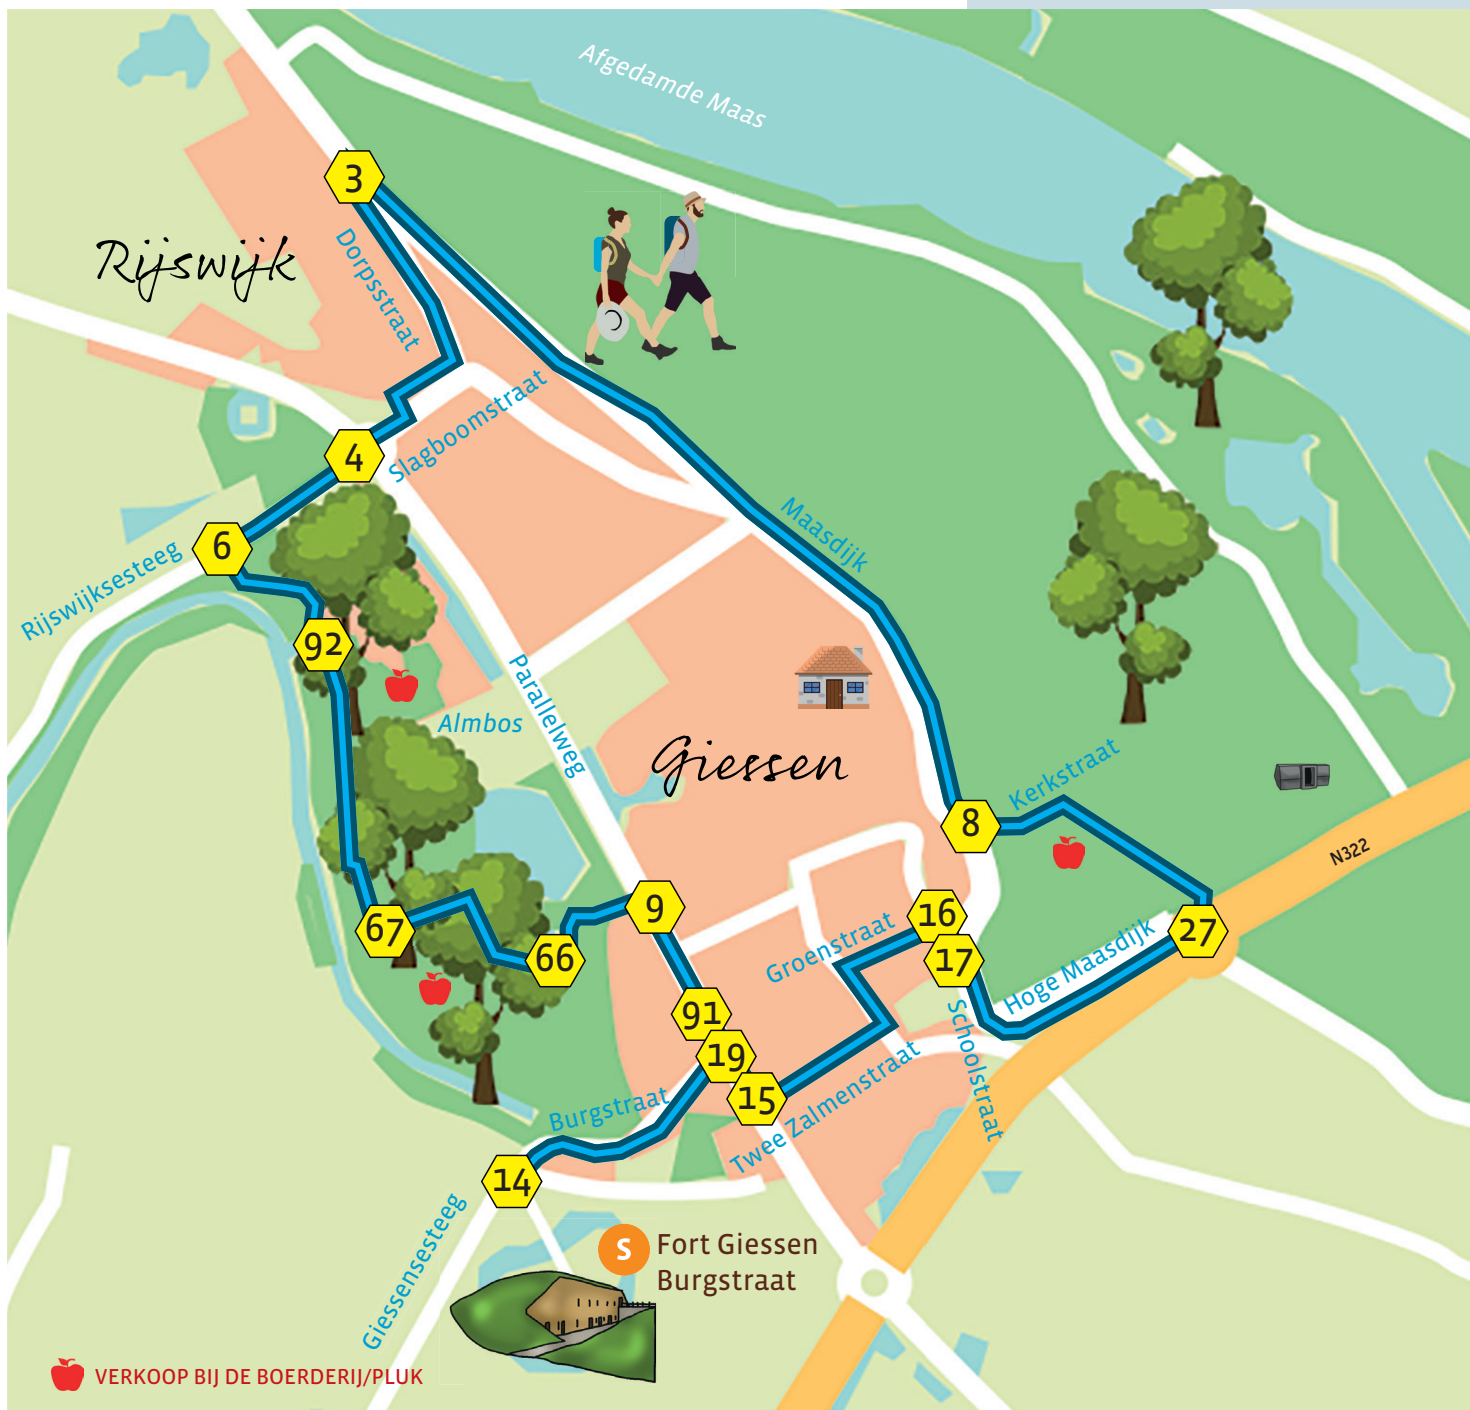 Afgedamde Maas
3
Rijswijk
Dorpsstraat
Slagboomstraat
4
Maasdijk
6
Rijswijksesteeg
92
Parallelweg
Almbos
Giessen
Kerkstraat
8
N322
9
16
67
27
Groenstraat
66
17
Hoge Maasdijk
91
Schoolstraat
19
15
Burgstraat
Twee Zalmenstraat
14
Giessensesteeg
S
Fort Giessen
Burgstraat
VERKOOP BIJ DE BOERDERIJ/PLUK